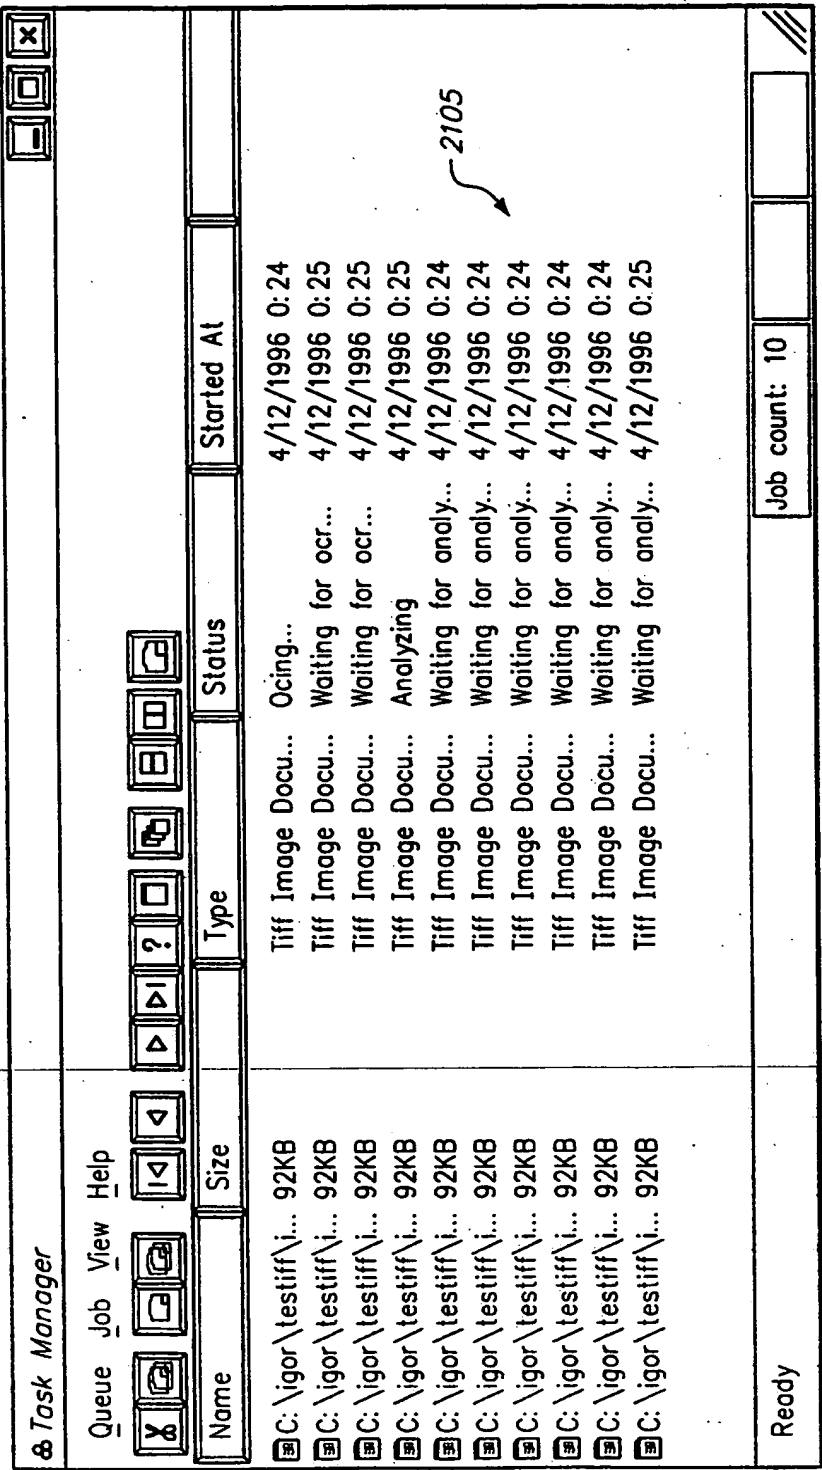 Task Manager
Queue Job View Help
?
Name Size Type Status Started At
C: \igor\testiff\i... 92KB Tiff Image Docu... Ocing... 4/12/1996 0:24
C: \igor\testiff\i... 92KB Tiff Image Docu... Waiting for ocr... 4/12/1996 0:25
C: \igor\testiff\i... 92KB Tiff Image Docu... Waiting for ocr... 4/12/1996 0:25
C: \igor\testiff\i... 92KB Tiff Image Docu... Analyzing 4/12/1996 0:25
C: \igor\testiff\i... 92KB Tiff Image Docu... Waiting for analy... 4/12/1996 0:24
C: \igor\testiff\i... 92KB Tiff Image Docu... Waiting for analy... 4/12/1996 0:24
C: \igor\testiff\i... 92KB Tiff Image Docu... Waiting for analy... 4/12/1996 0:24
C: \igor\testiff\i... 92KB Tiff Image Docu... Waiting for analy... 4/12/1996 0:24
C: \igor\testiff\i... 92KB Tiff Image Docu... Waiting for analy... 4/12/1996 0:24
C: \igor\testiff\i... 92KB Tiff Image Docu... Waiting for analy... 4/12/1996 0:25
2105
Ready Job count: 10